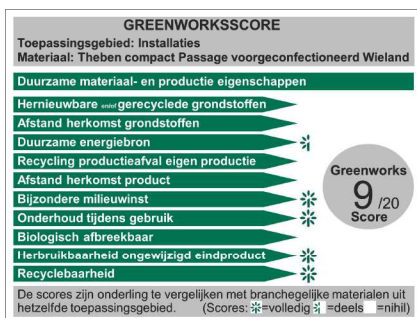 GREENWORKSSCORE
Toepassingsgebied: Installaties
Materiaal: Theben compact Passage voorgeconfectioneerd Wieland
Duurzame materiaal- en productie eigenschappen
Hernieuwbare en/of gerecyclede grondstoffen
Afstand herkomst grondstoffen
Duurzame energiebron
Recycling productieafval eigen productie
Afstand herkomst product
Bijzondere milieuwinst
Onderhoud tijdens gebruik
Biologisch afbreekbaar
Herbruikbaarheid ongewijzigd eindproduct
Recyclebaarheid
Greenworks
9/20
Score
De scores zijn onderling te vergelijken met branchegelijke materialen uit
hetzelfde toepassingsgebied. (Scores: =volledig =deels =nihil)